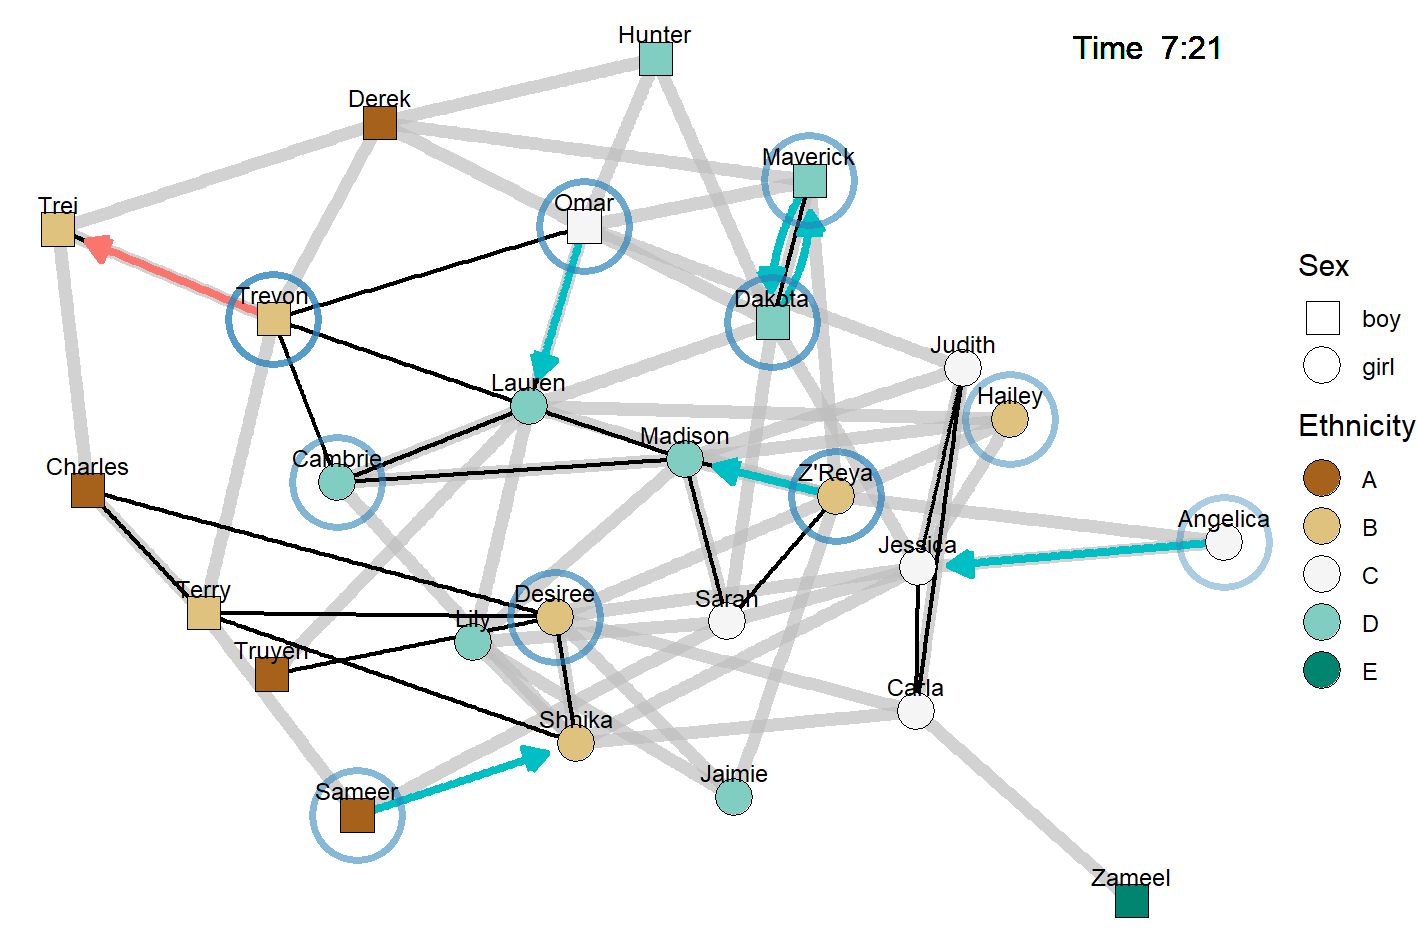 Hunter
Time 7:21
Derek
Maverick
Trei
Omar
Sex
Trevon
Dakota
boy
Judith
girl
Lauren
Hailey
Ethnicity
Madison
Cambrie
Charles
Z'Reya
A
Angelica
B
Jessica
C
Terry
Desiree
Sarah
Lily
D
Truyen
E
Carla
Shnika
Jaimie
Sameer
Zameel